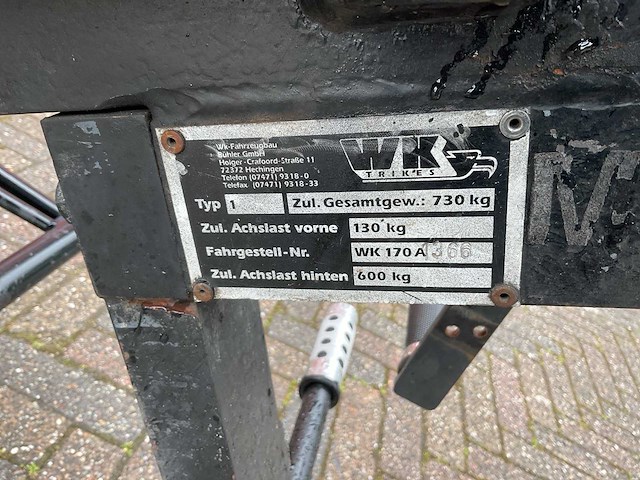 Wk-Fahrzeugbau
Bühler GmbH
Holger-Crafoord-Straße 11
72372 Hechingen
Telefon (07471) 9318-0
Telefax (07471) 9318-33
WK
TRIKES
Typ 1
Zul. Gesamtgew.: 730 kg
Zul. Achslast vorne 130 kg
Fahrgestell-Nr. WK 170 A 1366
Zul. Achslast hinten 600 kg